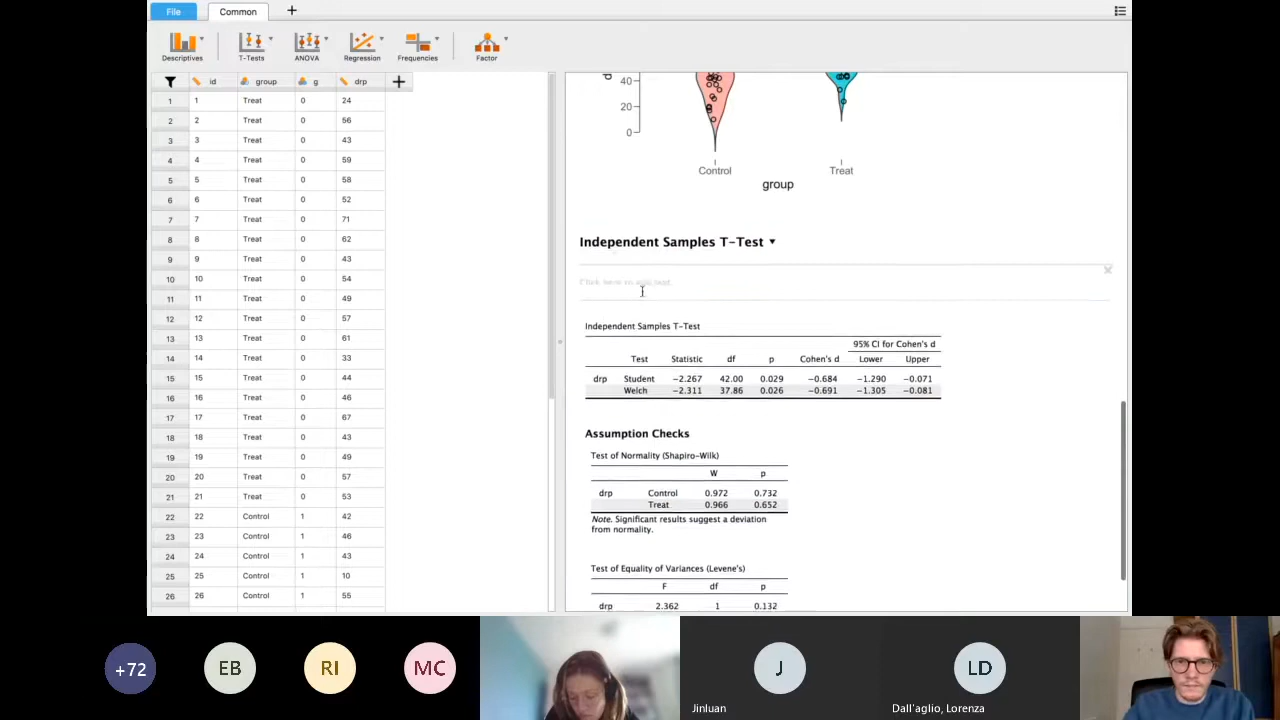 File Common +
Descriptives T-Tests ANOVA Regression Frequencies Factor
id group g drp
1 1 Treat 0 24
2 2 Treat 0 56
3 3 Treat 0 43
4 4 Treat 0 59
5 5 Treat 0 58
6 6 Treat 0 52
7 7 Treat 0 71
8 8 Treat 0 62
9 9 Treat 0 43
10 10 Treat 0 54
11 11 Treat 0 49
12 12 Treat 0 57
13 13 Treat 0 61
14 14 Treat 0 33
15 15 Treat 0 44
16 16 Treat 0 46
17 17 Treat 0 67
18 18 Treat 0 43
19 19 Treat 0 49
20 20 Treat 0 57
21 21 Treat 0 53
22 22 Control 1 42
23 23 Control 1 46
24 24 Control 1 43
25 25 Control 1 10
26 26 Control 1 55
40
20
0
Control Treat
group
Independent Samples T-Test
Click here to add text
Independent Samples T-Test
95% CI for Cohen's d
Test Statistic df p Cohen's d Lower Upper
drp Student −2.267 42.00 0.029 −0.684 −1.290 −0.071
Welch −2.311 37.86 0.026 −0.691 −1.305 −0.081
Assumption Checks
Test of Normality (Shapiro-Wilk)
W p
drp Control 0.972 0.732
Treat 0.966 0.652
Note. Significant results suggest a deviation
from normality.
Test of Equality of Variances (Levene's)
F df p
drp 2.362 1 0.132
+72 EB RI MC J LD
Jinluan Dall'aglio, Lorenza